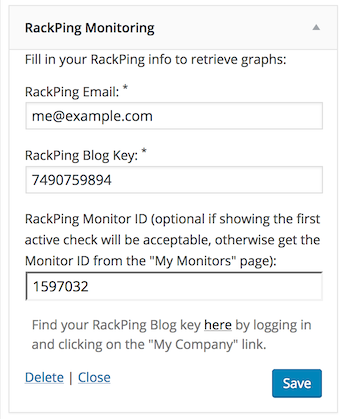 RackPing Monitoring
Fill in your RackPing info to retrieve graphs:
RackPing Email: *
me@example.com
RackPing Blog Key: *
7490759894
RackPing Monitor ID (optional if showing the first
active check will be acceptable, otherwise get the
Monitor ID from the "My Monitors" page):
1597032
Find your RackPing Blog key here by logging in
and clicking on the "My Company" link.
Delete | Close
Save